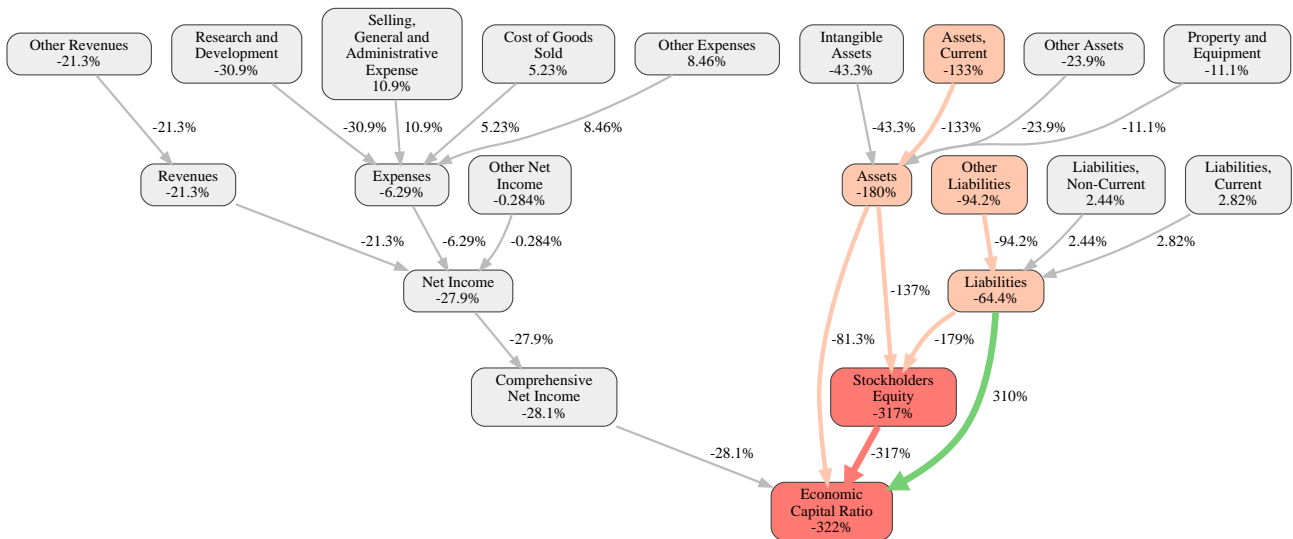 Other Revenues
-21.3%
Research and
Development
-30.9%
Selling,
General and
Administrative
Expense
10.9%
Cost of Goods
Sold
5.23%
Other Expenses
8.46%
Intangible
Assets
-43.3%
Assets,
Current
-133%
Other Assets
-23.9%
Property and
Equipment
-11.1%
-21.3%
-30.9%
10.9%
5.23%
8.46%
-43.3%
-133%
-23.9%
-11.1%
Revenues
-21.3%
Expenses
-6.29%
Other Net
Income
-0.284%
Assets
-180%
Other
Liabilities
-94.2%
Liabilities,
Non-Current
2.44%
Liabilities,
Current
2.82%
-21.3%
-6.29%
-0.284%
-94.2%
2.44%
2.82%
Net Income
-27.9%
-137%
Liabilities
-64.4%
-27.9%
-81.3%
-179%
Comprehensive
Net Income
-28.1%
Stockholders
Equity
-317%
310%
-28.1%
-317%
Economic
Capital Ratio
-322%